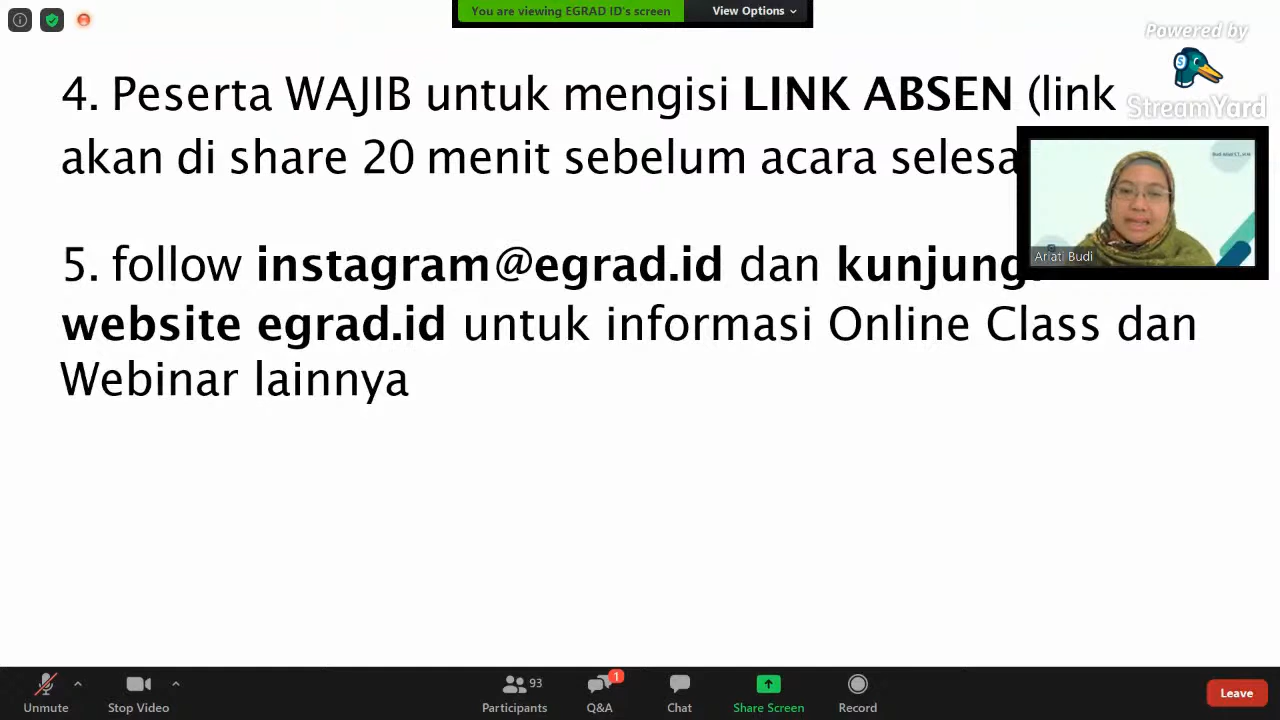 You are viewing EGRAD ID's screen View Options
Powered by
StreamYard
4. Peserta WAJIB untuk mengisi LINK ABSEN (link
akan di share 20 menit sebelum acara selesa
5. follow instagram@egrad.id dan kunjung
website egrad.id untuk informasi Online Class dan
Webinar lainnya
Ariati Budi
93
1
Unmute Stop Video Participants Q&A Chat Share Screen Record Leave